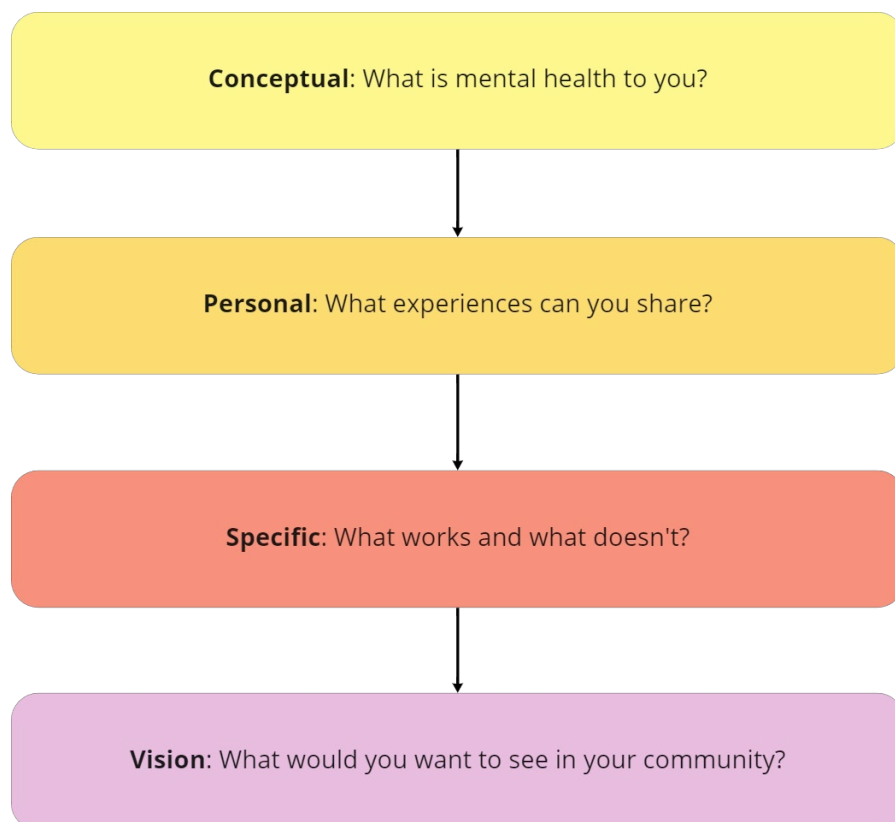 Conceptual: What is mental health to you?
Personal: What experiences can you share?
Specific: What works and what doesn't?
Vision: What would you want to see in your community?